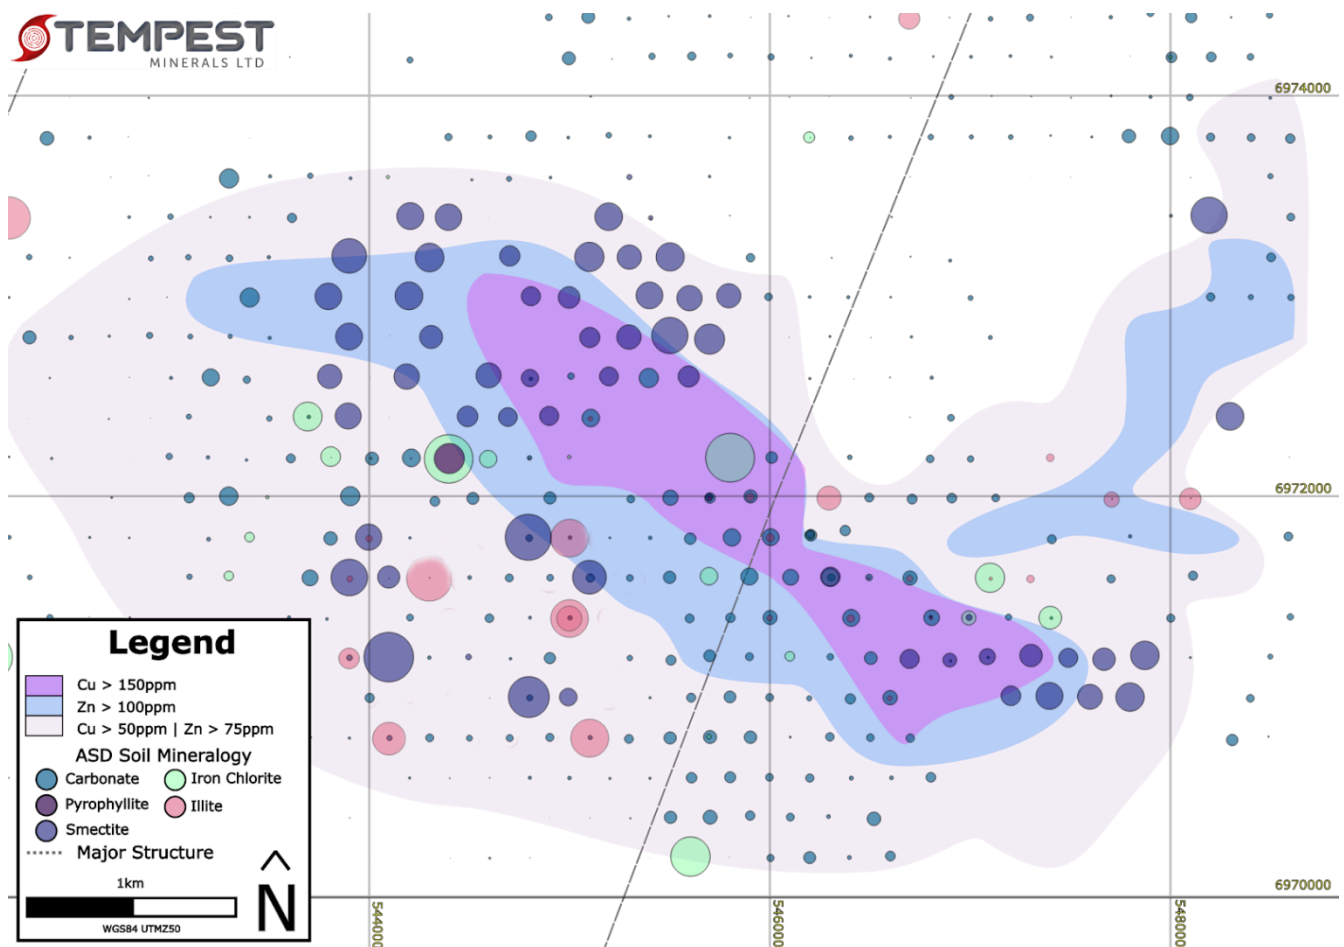 TEMPEST
MINERALS LTD
6974000
6972000
Legend
Cu > 150ppm
Zn > 100ppm
Cu > 50ppm | Zn > 75ppm
ASD Soil Mineralogy
Carbonate
Iron Chlorite
Pyrophyllite
Illite
Smectite
Major Structure
1km
WGS84 UTMZ50
N
6970000
544000
546000
548000